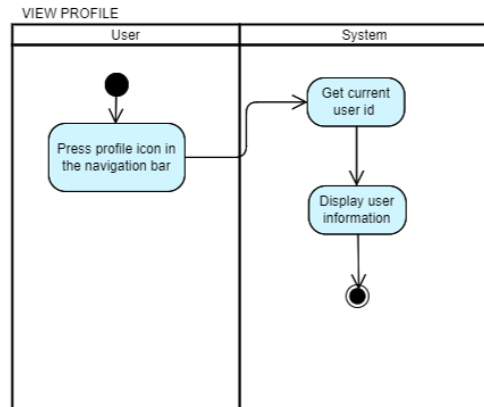 VIEW PROFILE
User
System
Press profile icon in
the navigation bar
Get current
user id
Display user
information